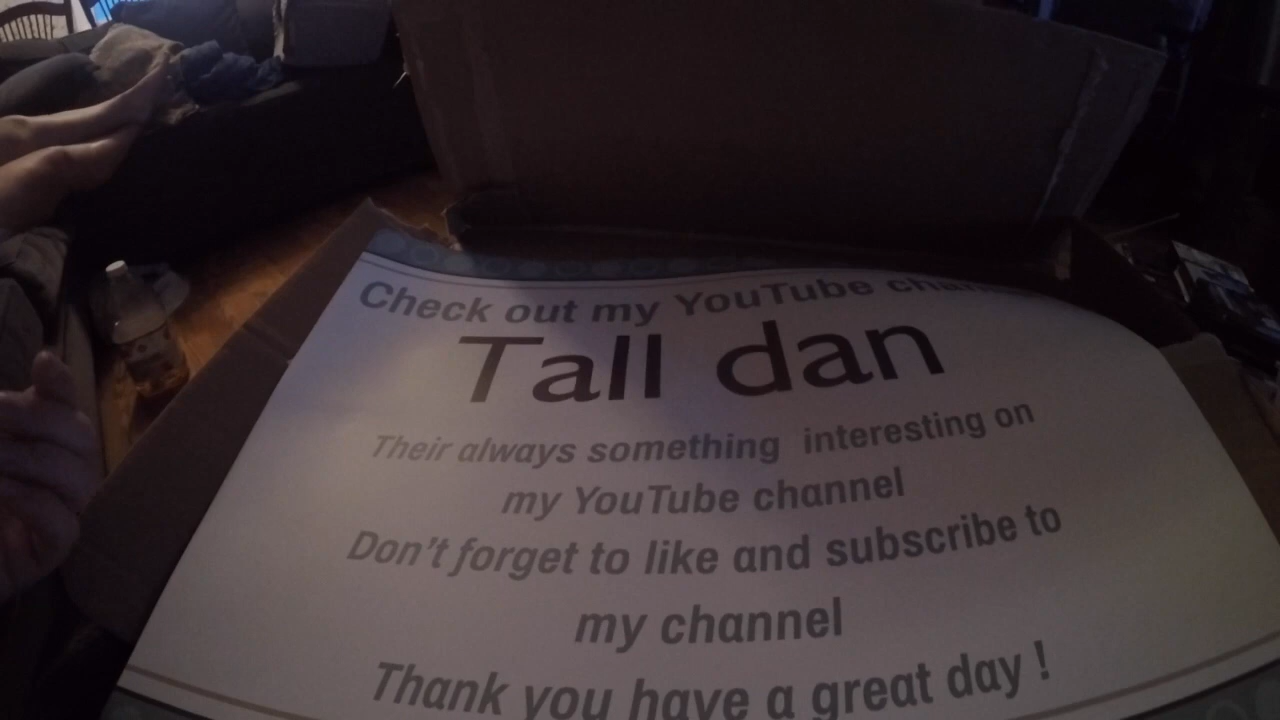 Check out my YouTube chan
Tall dan
Their always something interesting on
my YouTube channel
Don't forget to like and subscribe to
my channel
Thank you have a great day !